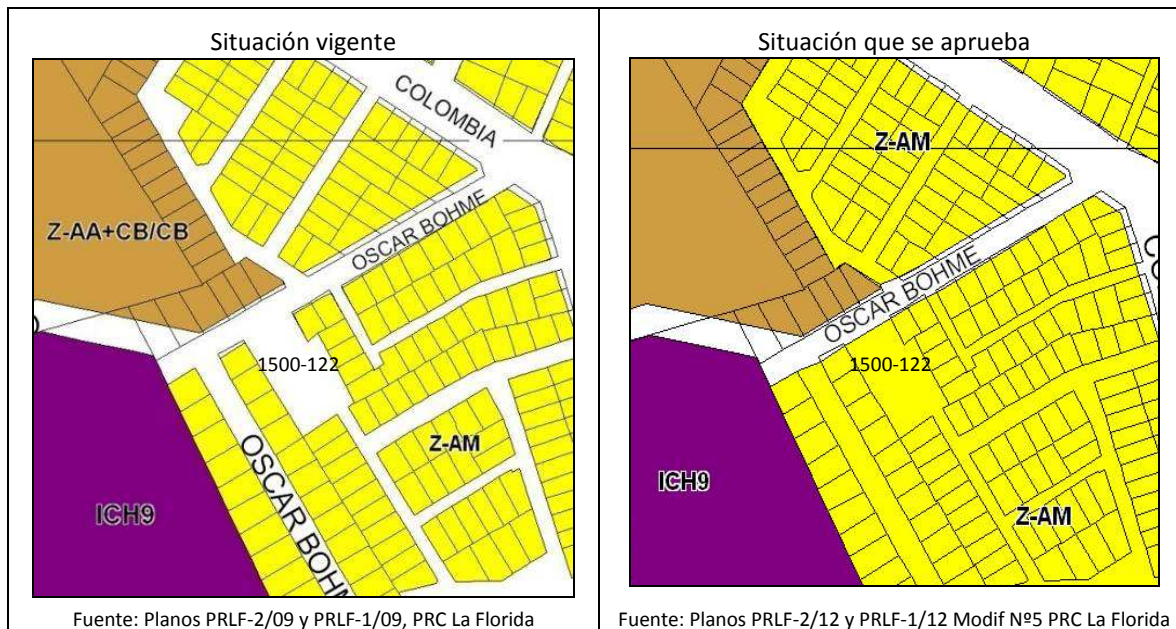 Situación vigente
COLOMBIA
Z-AA+CB/CB
OSCAR BOHME
1500-122
Z-AM
OSCAR BOHM
ICH9
Fuente: Planos PRLF-2/09 y PRLF-1/09, PRC La Florida
Situación que se aprueba
Z-AM
OSCAR BOHME
1500-122
ICH9
Z-AM
Fuente: Planos PRLF-2/12 y PRLF-1/12 Modif Nº5 PRC La Florida